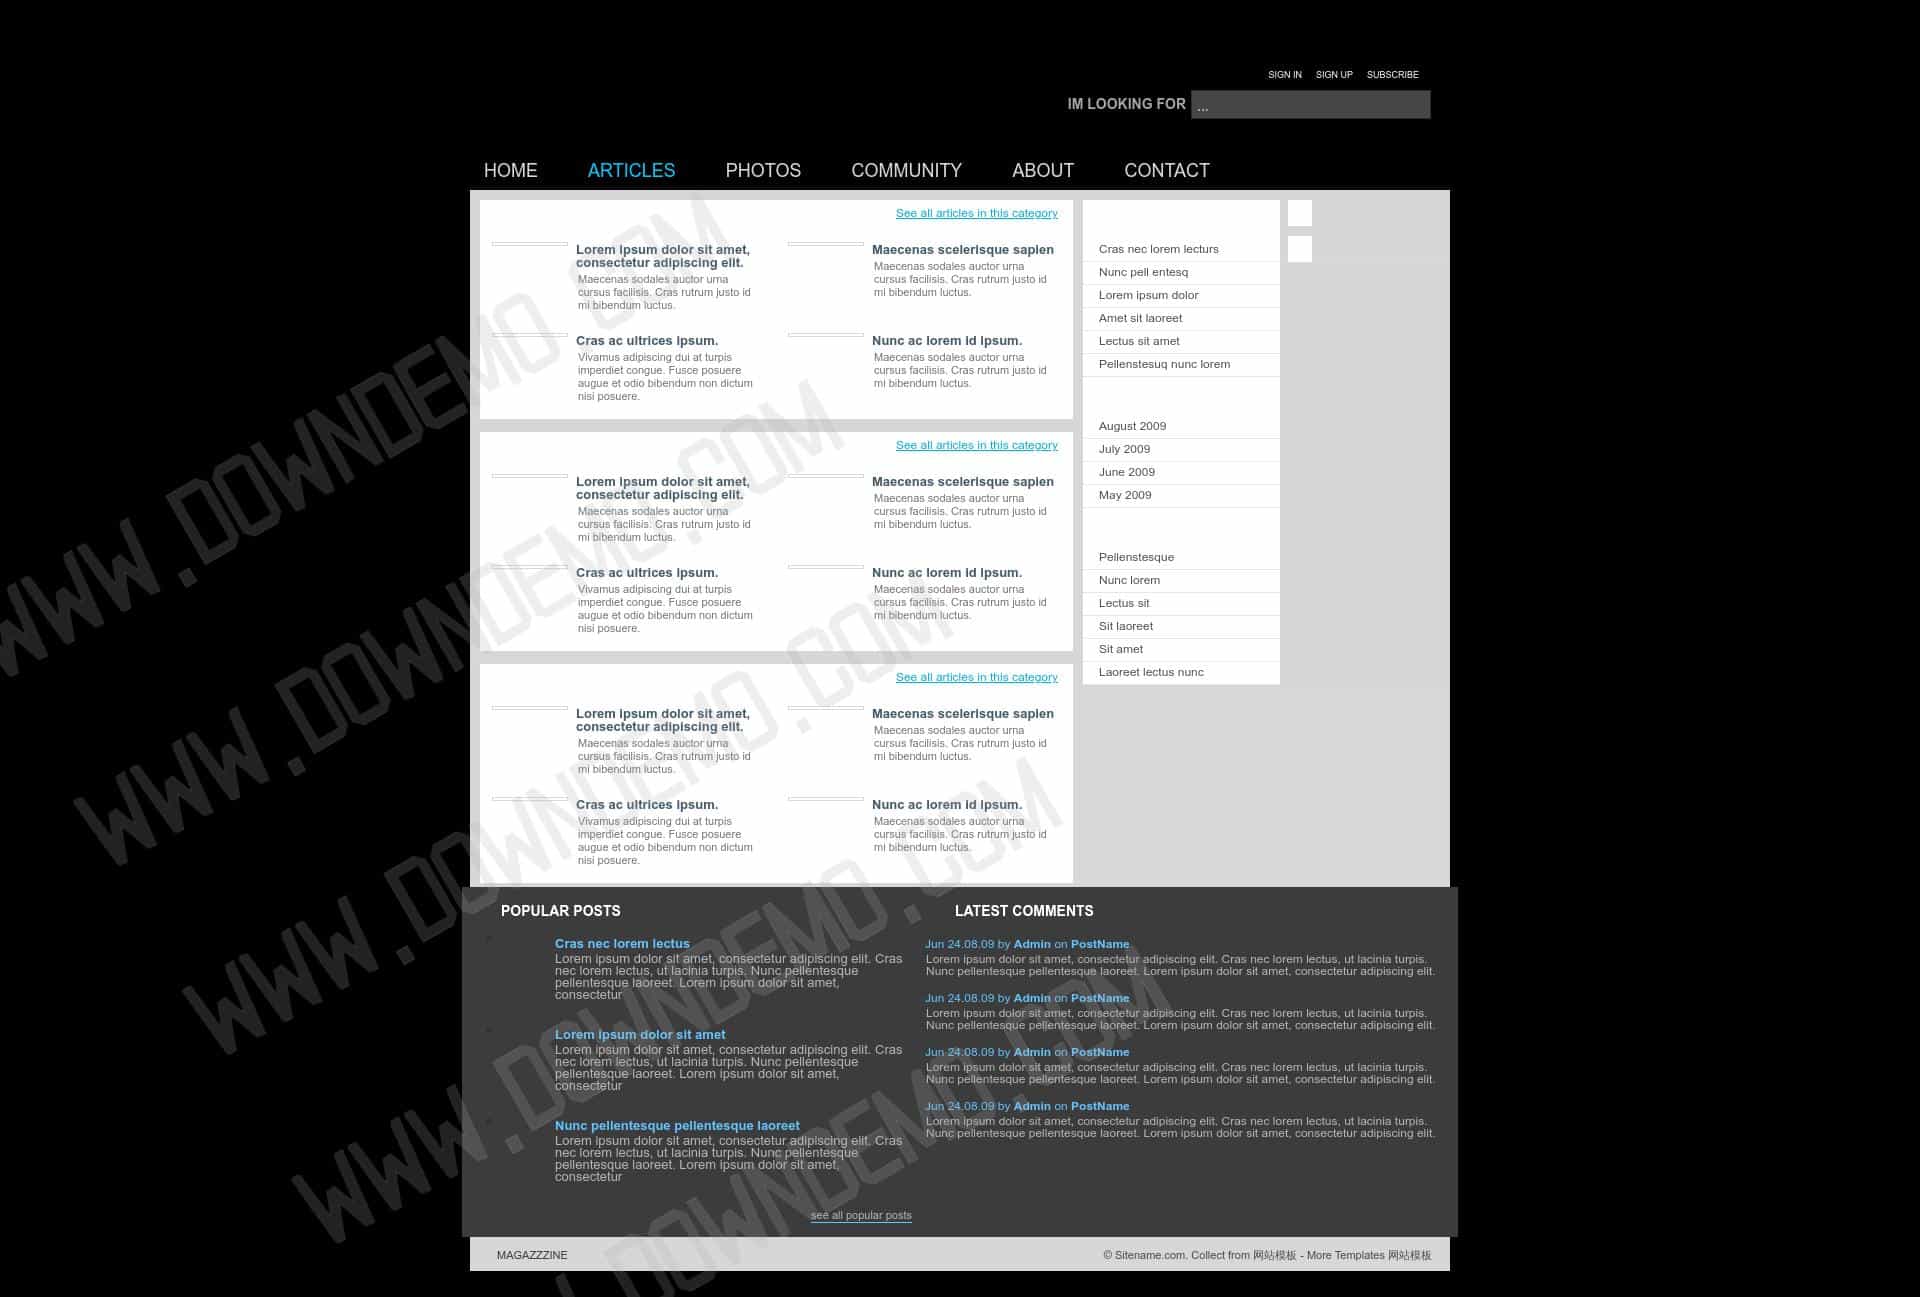 SIGN IN SIGN UP SUBSCRIBE
IM LOOKING FOR ...
HOME ARTICLES PHOTOS COMMUNITY ABOUT CONTACT
See all articles in this category
Lorem ipsum dolor sit amet,
consectetur adipiscing elit.
Maecenas sodales auctor urna
cursus facilisis. Cras rutrum justo id
mi bibendum luctus.
Maecenas scelerisque sapien
Maecenas sodales auctor urna
cursus facilisis. Cras rutrum justo id
mi bibendum luctus.
Cras ac ultrices ipsum.
Vivamus adipiscing dui at turpis
imperdiet congue. Fusce posuere
augue et odio bibendum non dictum
nisi posuere.
Nunc ac lorem id ipsum.
Maecenas sodales auctor urna
cursus facilisis. Cras rutrum justo id
mi bibendum luctus.
See all articles in this category
Lorem ipsum dolor sit amet,
consectetur adipiscing elit.
Maecenas sodales auctor urna
cursus facilisis. Cras rutrum justo id
mi bibendum luctus.
Maecenas scelerisque sapien
Maecenas sodales auctor urna
cursus facilisis. Cras rutrum justo id
mi bibendum luctus.
Cras ac ultrices ipsum.
Vivamus adipiscing dui at turpis
imperdiet congue. Fusce posuere
augue et odio bibendum non dictum
nisi posuere.
Nunc ac lorem id ipsum.
Maecenas sodales auctor urna
cursus facilisis. Cras rutrum justo id
mi bibendum luctus.
See all articles in this category
Lorem ipsum dolor sit amet,
consectetur adipiscing elit.
Maecenas sodales auctor urna
cursus facilisis. Cras rutrum justo id
mi bibendum luctus.
Maecenas scelerisque sapien
Maecenas sodales auctor urna
cursus facilisis. Cras rutrum justo id
mi bibendum luctus.
Cras ac ultrices ipsum.
Vivamus adipiscing dui at turpis
imperdiet congue. Fusce posuere
augue et odio bibendum non dictum
nisi posuere.
Nunc ac lorem id ipsum.
Maecenas sodales auctor urna
cursus facilisis. Cras rutrum justo id
mi bibendum luctus.
Cras nec lorem lecturs
Nunc pell entesq
Lorem ipsum dolor
Amet sit laoreet
Lectus sit amet
Pellenstesuq nunc lorem
August 2009
July 2009
June 2009
May 2009
Pellenstesque
Nunc lorem
Lectus sit
Sit laoreet
Sit amet
Laoreet lectus nunc
POPULAR POSTS
Cras nec lorem lectus
Lorem ipsum dolor sit amet, consectetur adipiscing elit. Cras
nec lorem lectus, ut lacinia turpis. Nunc pellentesque
pellentesque laoreet. Lorem ipsum dolor sit amet,
consectetur
Lorem ipsum dolor sit amet
Lorem ipsum dolor sit amet, consectetur adipiscing elit. Cras
nec lorem lectus, ut lacinia turpis. Nunc pellentesque
pellentesque laoreet. Lorem ipsum dolor sit amet,
consectetur
Nunc pellentesque pellentesque laoreet
Lorem ipsum dolor sit amet, consectetur adipiscing elit. Cras
nec lorem lectus, ut lacinia turpis. Nunc pellentesque
pellentesque laoreet. Lorem ipsum dolor sit amet,
consectetur
see all popular posts
LATEST COMMENTS
Jun 24.08.09 by Admin on PostName
Lorem ipsum dolor sit amet, consectetur adipiscing elit. Cras nec lorem lectus, ut lacinia turpis.
Nunc pellentesque pellentesque laoreet. Lorem ipsum dolor sit amet, consectetur adipiscing elit.
Jun 24.08.09 by Admin on PostName
Lorem ipsum dolor sit amet, consectetur adipiscing elit. Cras nec lorem lectus, ut lacinia turpis.
Nunc pellentesque pellentesque laoreet. Lorem ipsum dolor sit amet, consectetur adipiscing elit.
Jun 24.08.09 by Admin on PostName
Lorem ipsum dolor sit amet, consectetur adipiscing elit. Cras nec lorem lectus, ut lacinia turpis.
Nunc pellentesque pellentesque laoreet. Lorem ipsum dolor sit amet, consectetur adipiscing elit.
Jun 24.08.09 by Admin on PostName
Lorem ipsum dolor sit amet, consectetur adipiscing elit. Cras nec lorem lectus, ut lacinia turpis.
Nunc pellentesque pellentesque laoreet. Lorem ipsum dolor sit amet, consectetur adipiscing elit.
MAGAZZZINE
© Sitename.com. Collect from 网站模板 - More Templates 网站模板
WWW.DOWNDEMO.COM
WWW.DOWNDEMO.COM
WWW.DOWNDEMO.COM
WWW.DOWNDEMO.COM
.DOWNDEMO.COM